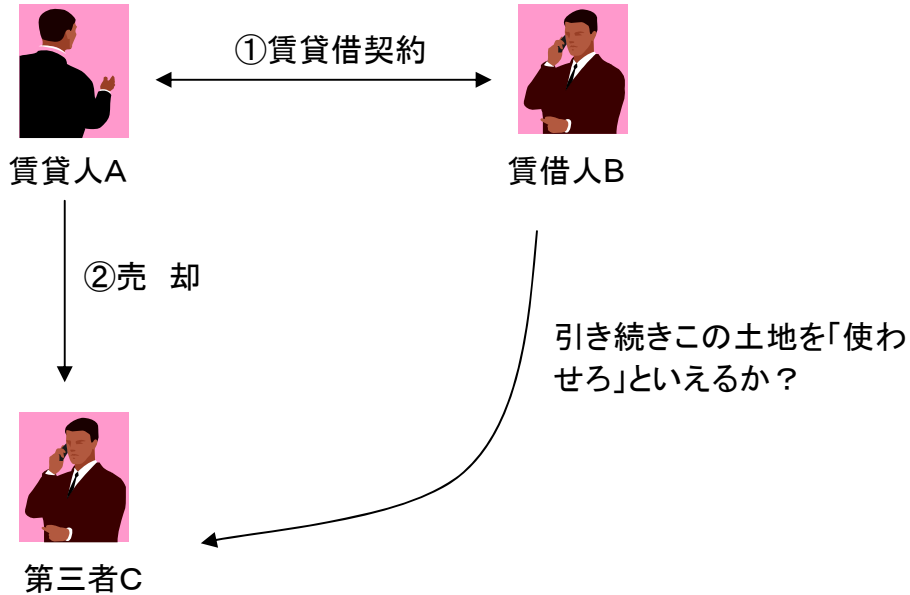 ①賃貸借契約
賃貸人A
賃借人B
②売　却
引き続きこの土地を「使わ
せろ」といえるか？
第三者C